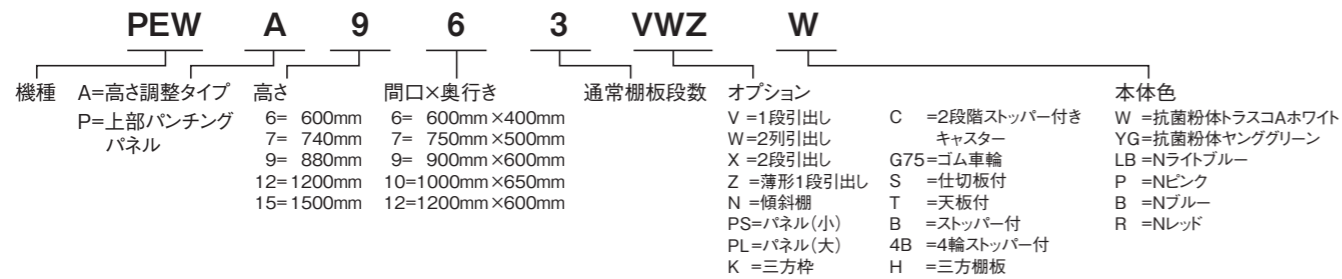 PEW A 9 6 3 VWZ W
機種
A=高さ調整タイプ
P=上部パンチング
パネル
高さ
6= 600mm
7= 740mm
9= 880mm
12=1200mm
15=1500mm
間口×奥行き
6= 600mm×400mm
7= 750mm×500mm
9= 900mm×600mm
10=1000mm×650mm
12=1200mm×600mm
通常棚板段数
オプション
V =1段引出し
W=2列引出し
X =2段引出し
Z =薄形1段引出し
N =傾斜棚
PS=パネル(小)
PL=パネル(大)
K =三方枠
C =2段階ストッパー付き
キャスター
G75=ゴム車輪
S =仕切板付
T =天板付
B =ストッパー付
4B =4輪ストッパー付
H =三方棚板
本体色
W =抗菌粉体トラスコAホワイト
YG=抗菌粉体ヤンググリーン
LB =Nライトブルー
P =Nピンク
B =Nブルー
R =Nレッド